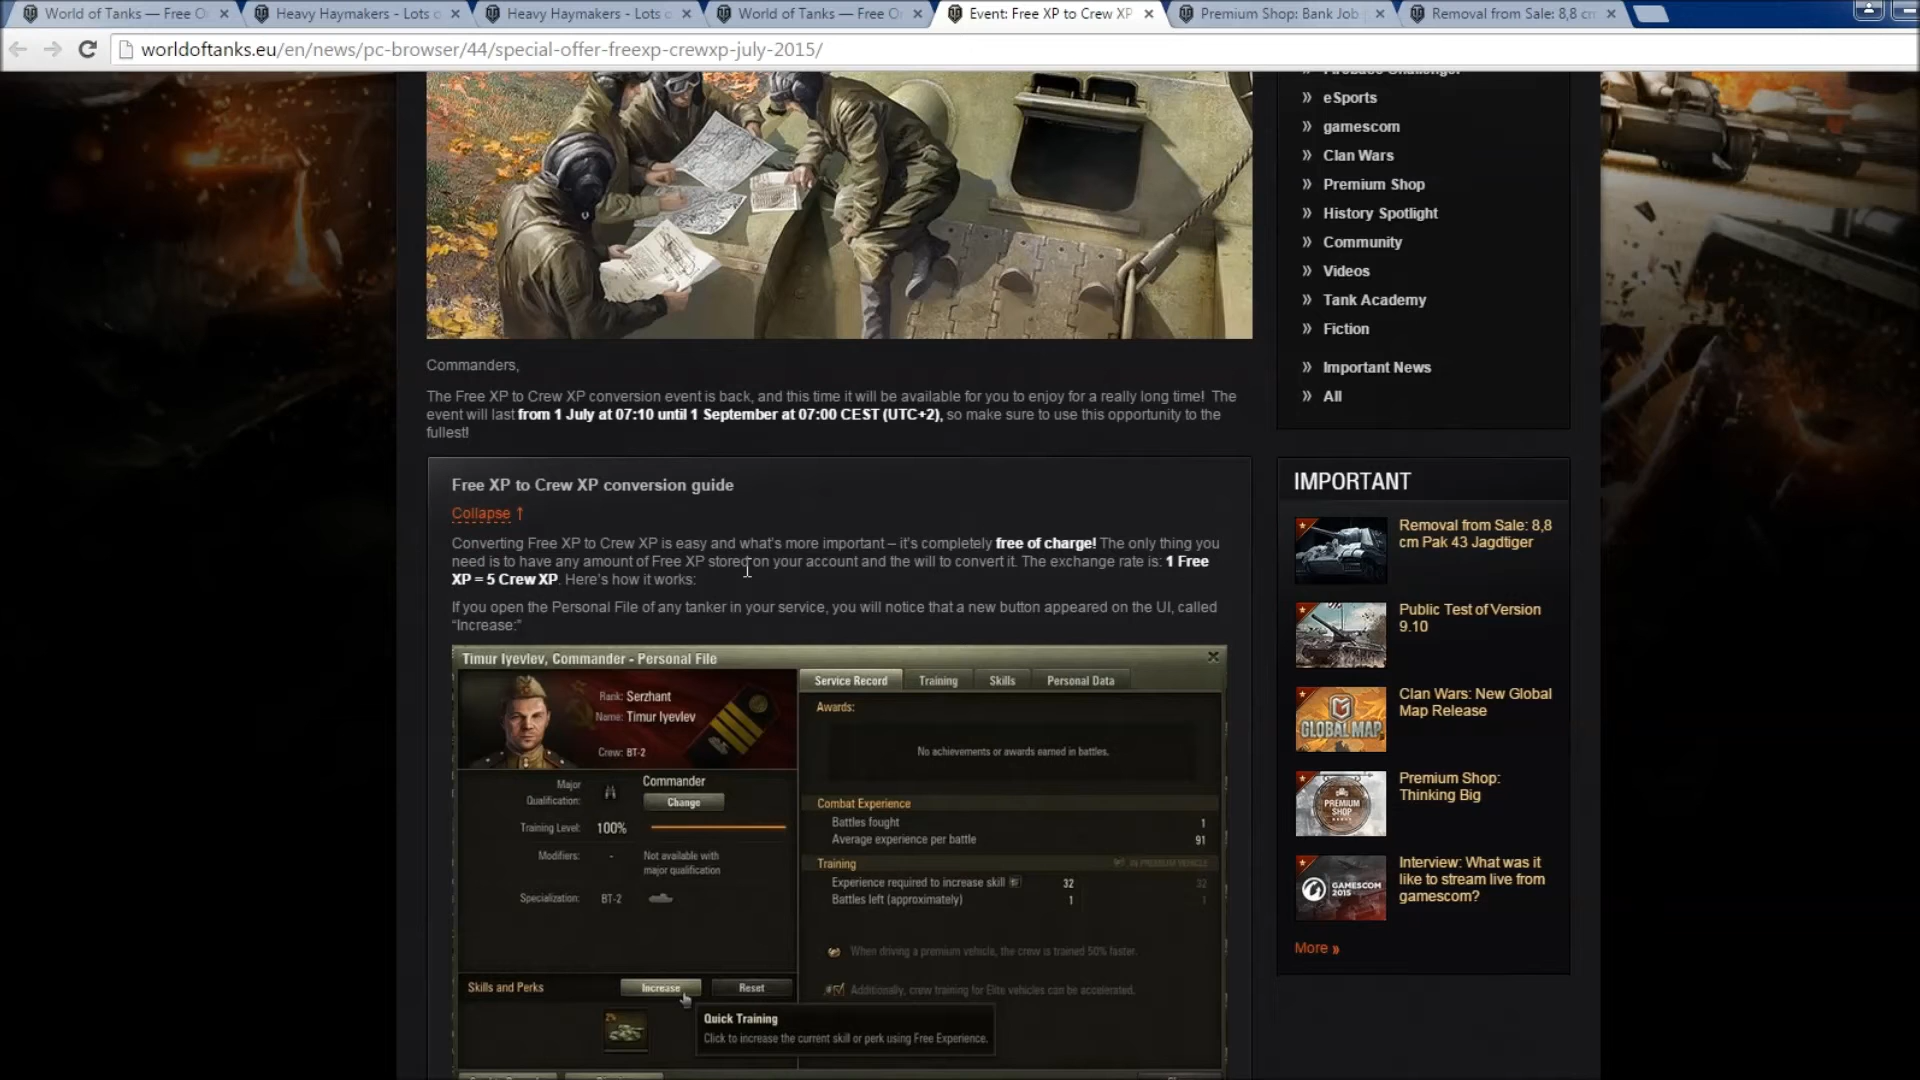 World of Tanks — Free O
Heavy Haymakers - Lots o
Heavy Haymakers - Lots o
World of Tanks — Free O
Event: Free XP to Crew XP
Premium Shop: Bank Job
Removal from Sale: 8,8 c
worldoftanks.eu/en/news/pc-browser/44/special-offer-freexp-crewxp-july-2015/
» eSports
» gamescom
» Clan Wars
» Premium Shop
» History Spotlight
» Community
» Videos
» Tank Academy
» Fiction
» Important News
» All
Commanders,
The Free XP to Crew XP conversion event is back, and this time it will be available for you to enjoy for a really long time! The
event will last from 1 July at 07:10 until 1 September at 07:00 CEST (UTC+2), so make sure to use this opportunity to the
fullest!
Free XP to Crew XP conversion guide
Collapse ↑
Converting Free XP to Crew XP is easy and what's more important – it's completely free of charge! The only thing you
need is to have any amount of Free XP stored on your account and the will to convert it. The exchange rate is: 1 Free
XP = 5 Crew XP. Here's how it works:
If you open the Personal File of any tanker in your service, you will notice that a new button appeared on the UI, called
“Increase:”
Timur Iyevlev, Commander - Personal File
Rank: Serzhant
Name: Timur Iyevlev
Crew: BT-2
Major
Qualification:
Commander
Change
Training Level: 100%
Modifiers: - Not available with
major qualification
Specialization: BT-2
Skills and Perks Increase Reset
2%
Service Record Training Skills Personal Data
Awards:
No achievements or awards earned in battles.
Combat Experience
Battles fought 1
Average experience per battle 91
Training IN PREMIUM VEHICLE
Experience required to increase skill 32 32
Battles left (approximately) 1 1
When driving a premium vehicle, the crew is trained 50% faster.
Additionally, crew training for Elite vehicles can be accelerated.
Quick Training
Click to increase the current skill or perk using Free Experience.
IMPORTANT
Removal from Sale: 8,8
cm Pak 43 Jagdtiger
Public Test of Version
9.10
Clan Wars: New Global
Map Release
GLOBAL MAP
Premium Shop:
Thinking Big
PREMIUM
SHOP
Interview: What was it
like to stream live from
gamescom?
GAMESCOM
2015
More »